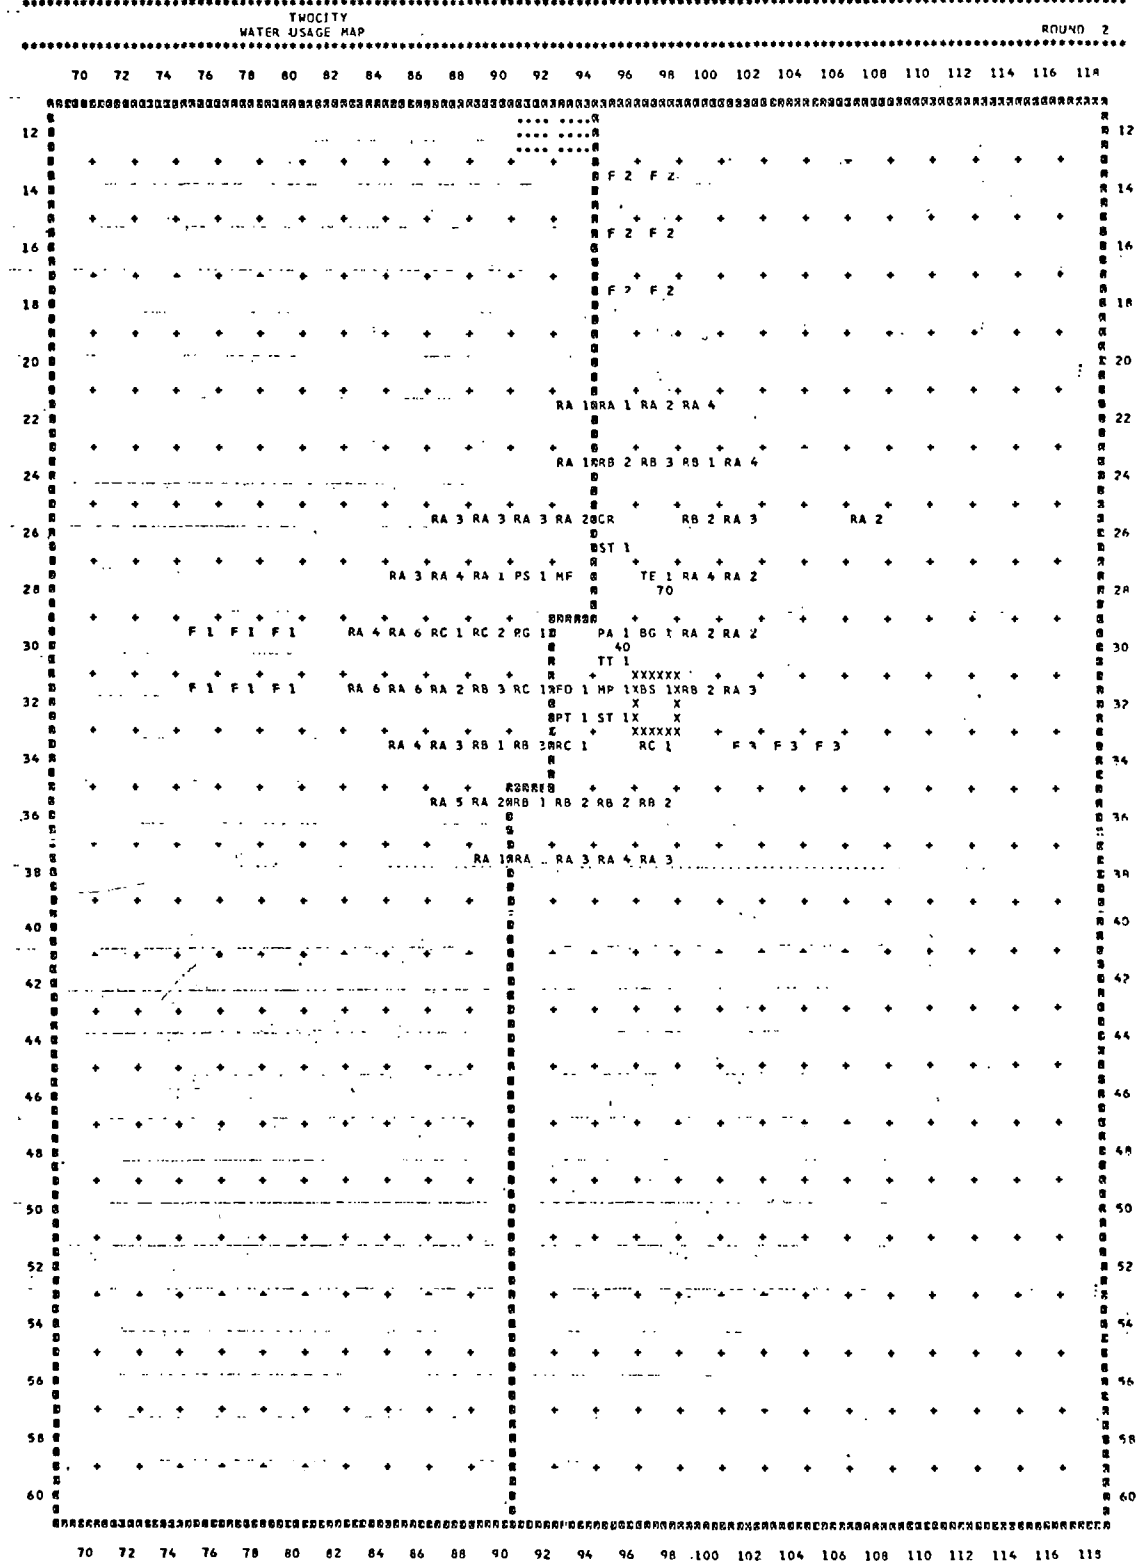 TWOCITY
WATER USAGE MAP ROUND 2
70 72 74 76 78 80 82 84 86 88 90 92 94 96 98 100 102 104 106 108 110 112 114 116 118
12 12
F 2 F 2
14 14
F 2 F 2
16 16
F 2 F 2
18 18
20 20
RA 1 RA 1 RA 2 RA 4
22 22
RA 1 RB 2 RB 3 RB 1 RA 4
24 24
RA 3 RA 3 RA 3 RA 2 CR RB 2 RA 3 RA 2
26 26
ST 1
RA 3 RA 4 RA 1 PS 1 MF TE 1 RA 4 RA 2
28 70 28
F 1 F 1 F 1 RA 4 RA 6 RC 1 RC 2 RG 1 PA 1 BG 1 RA 2 RA 2
30 40 30
TT 1
XXXXXX
F 1 F 1 F 1 RA 6 RA 6 RA 2 RB 3 RC 1 FO 1 MP 1XBS 1XRB 2 RA 3
32 X X 32
PT 1 ST 1X X
XXXXXX
RA 4 RA 3 RB 1 RB RC 1 RC 1 F 3 F 3 F 3
34 34
RA 5 RA 2 RB 1 RB 2 RB 2 RB 2
36 36
RA 1 RA RA 3 RA 4 RA 3
38 38
40 40
42 42
44 44
46 46
48 48
50 50
52 52
54 54
56 56
58 58
60 60
70 72 74 76 78 80 82 84 86 88 90 92 94 96 98 100 102 104 106 108 110 112 114 116 118